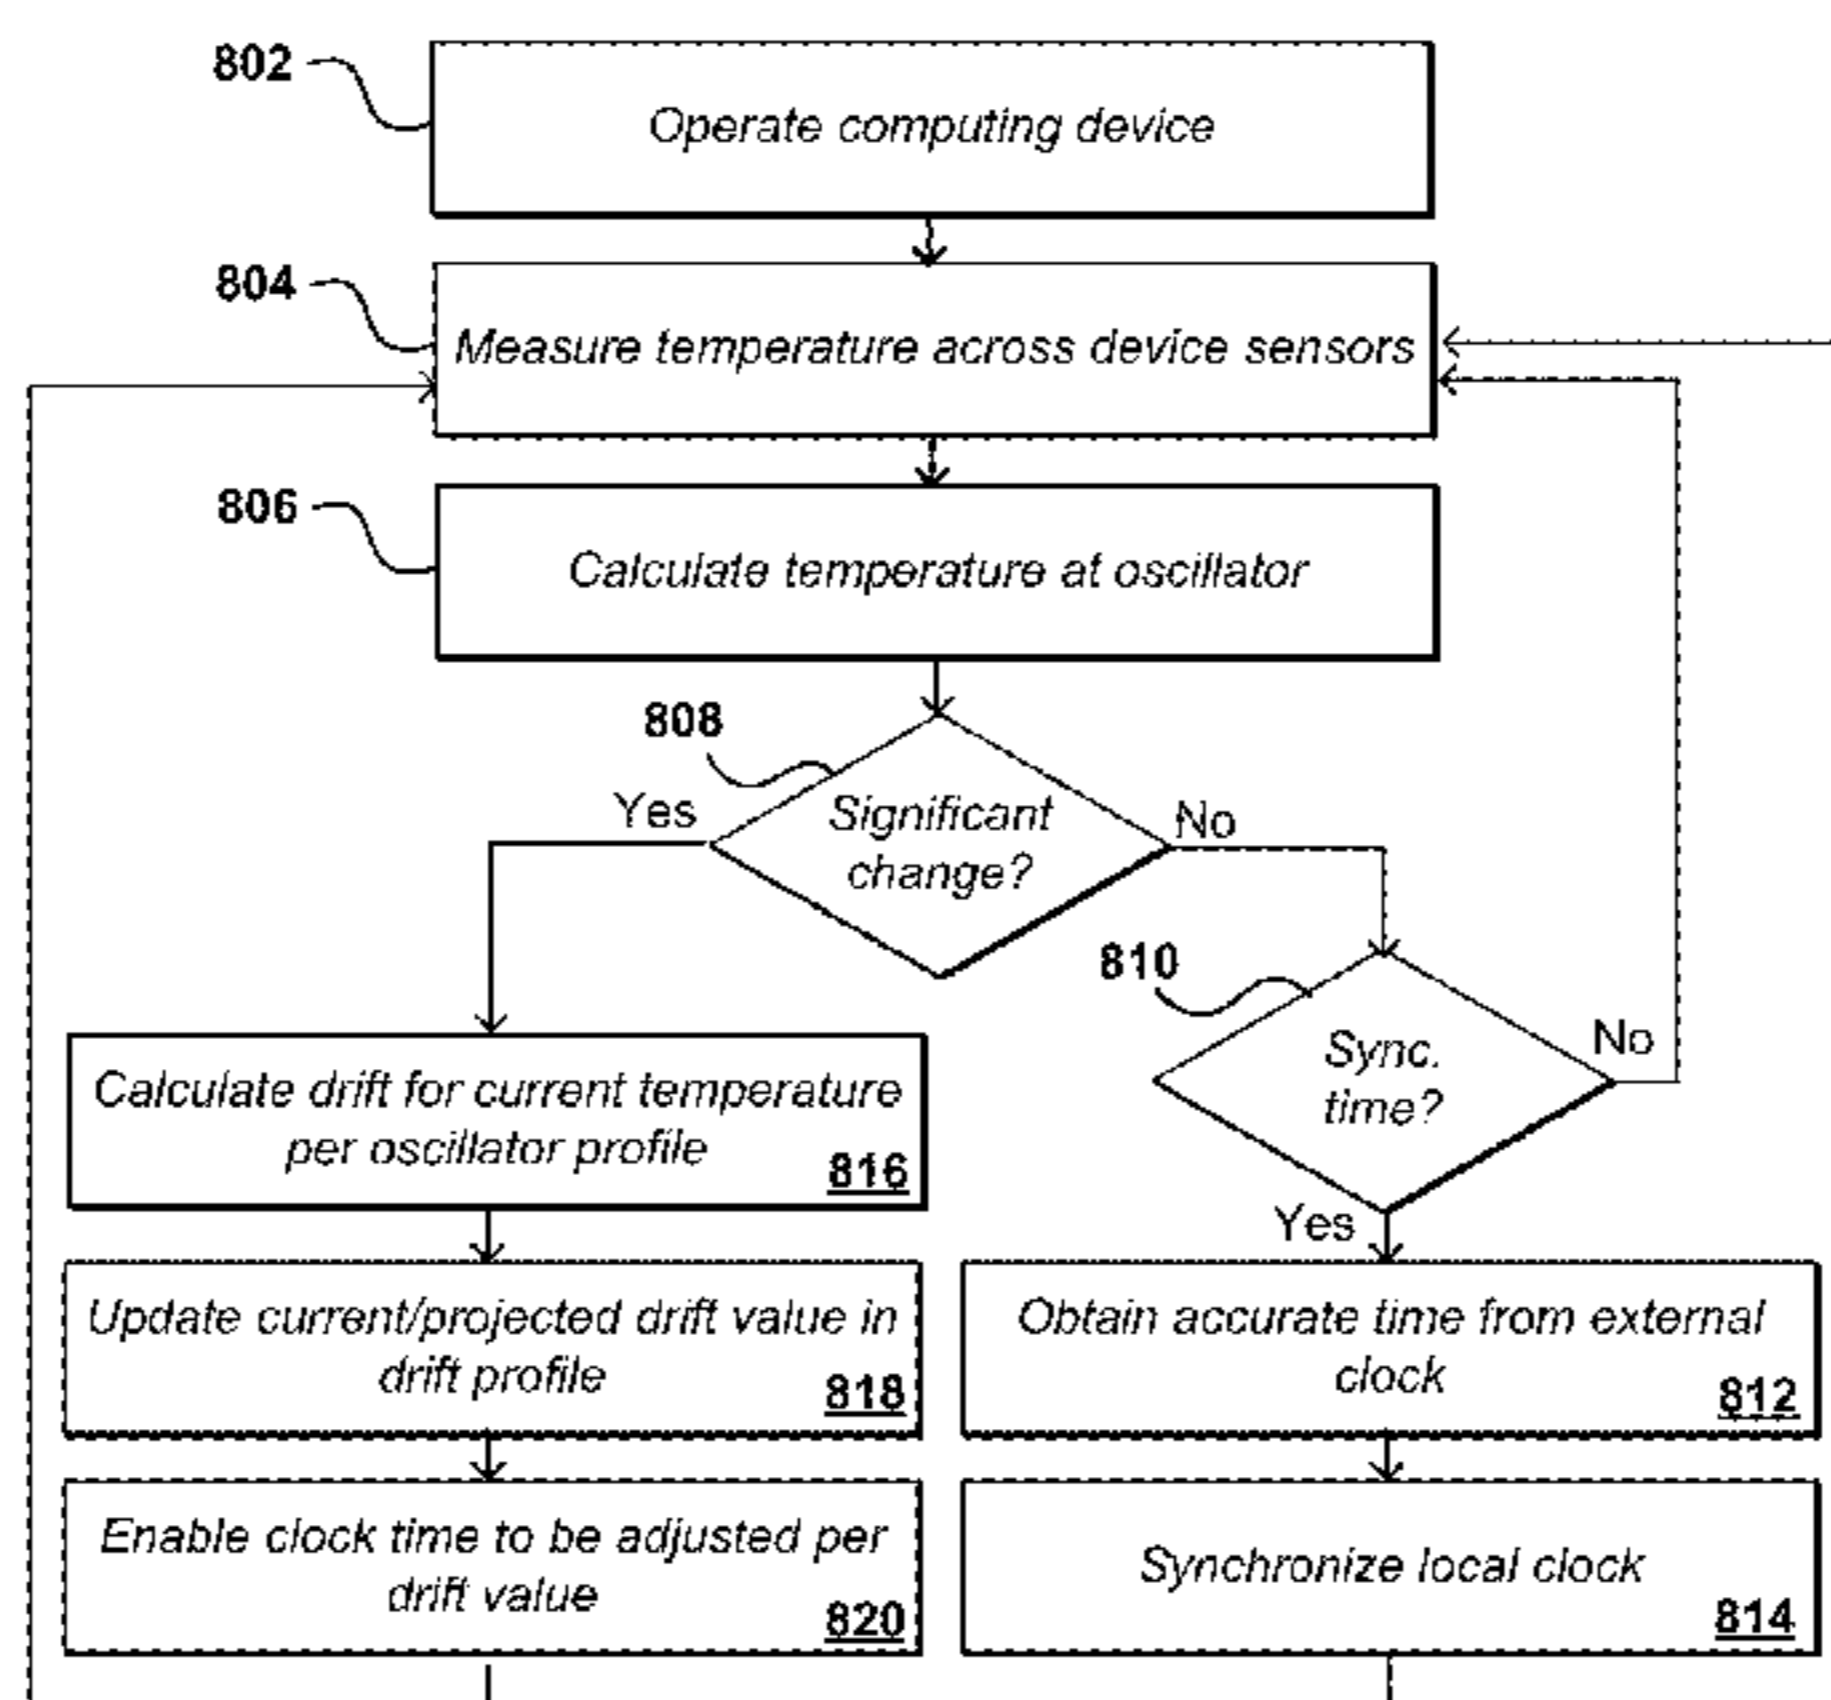 802
Operate computing device
804
Measure temperature across device sensors
806
Calculate temperature at oscillator
808
Yes
Significant
change?
No
810
Sync.
time?
No
Yes
Calculate drift for current temperature
per oscillator profile
816
Update current/projected drift value in
drift profile
818
Enable clock time to be adjusted per
drift value
820
Obtain accurate time from external
clock
812
Synchronize local clock
814